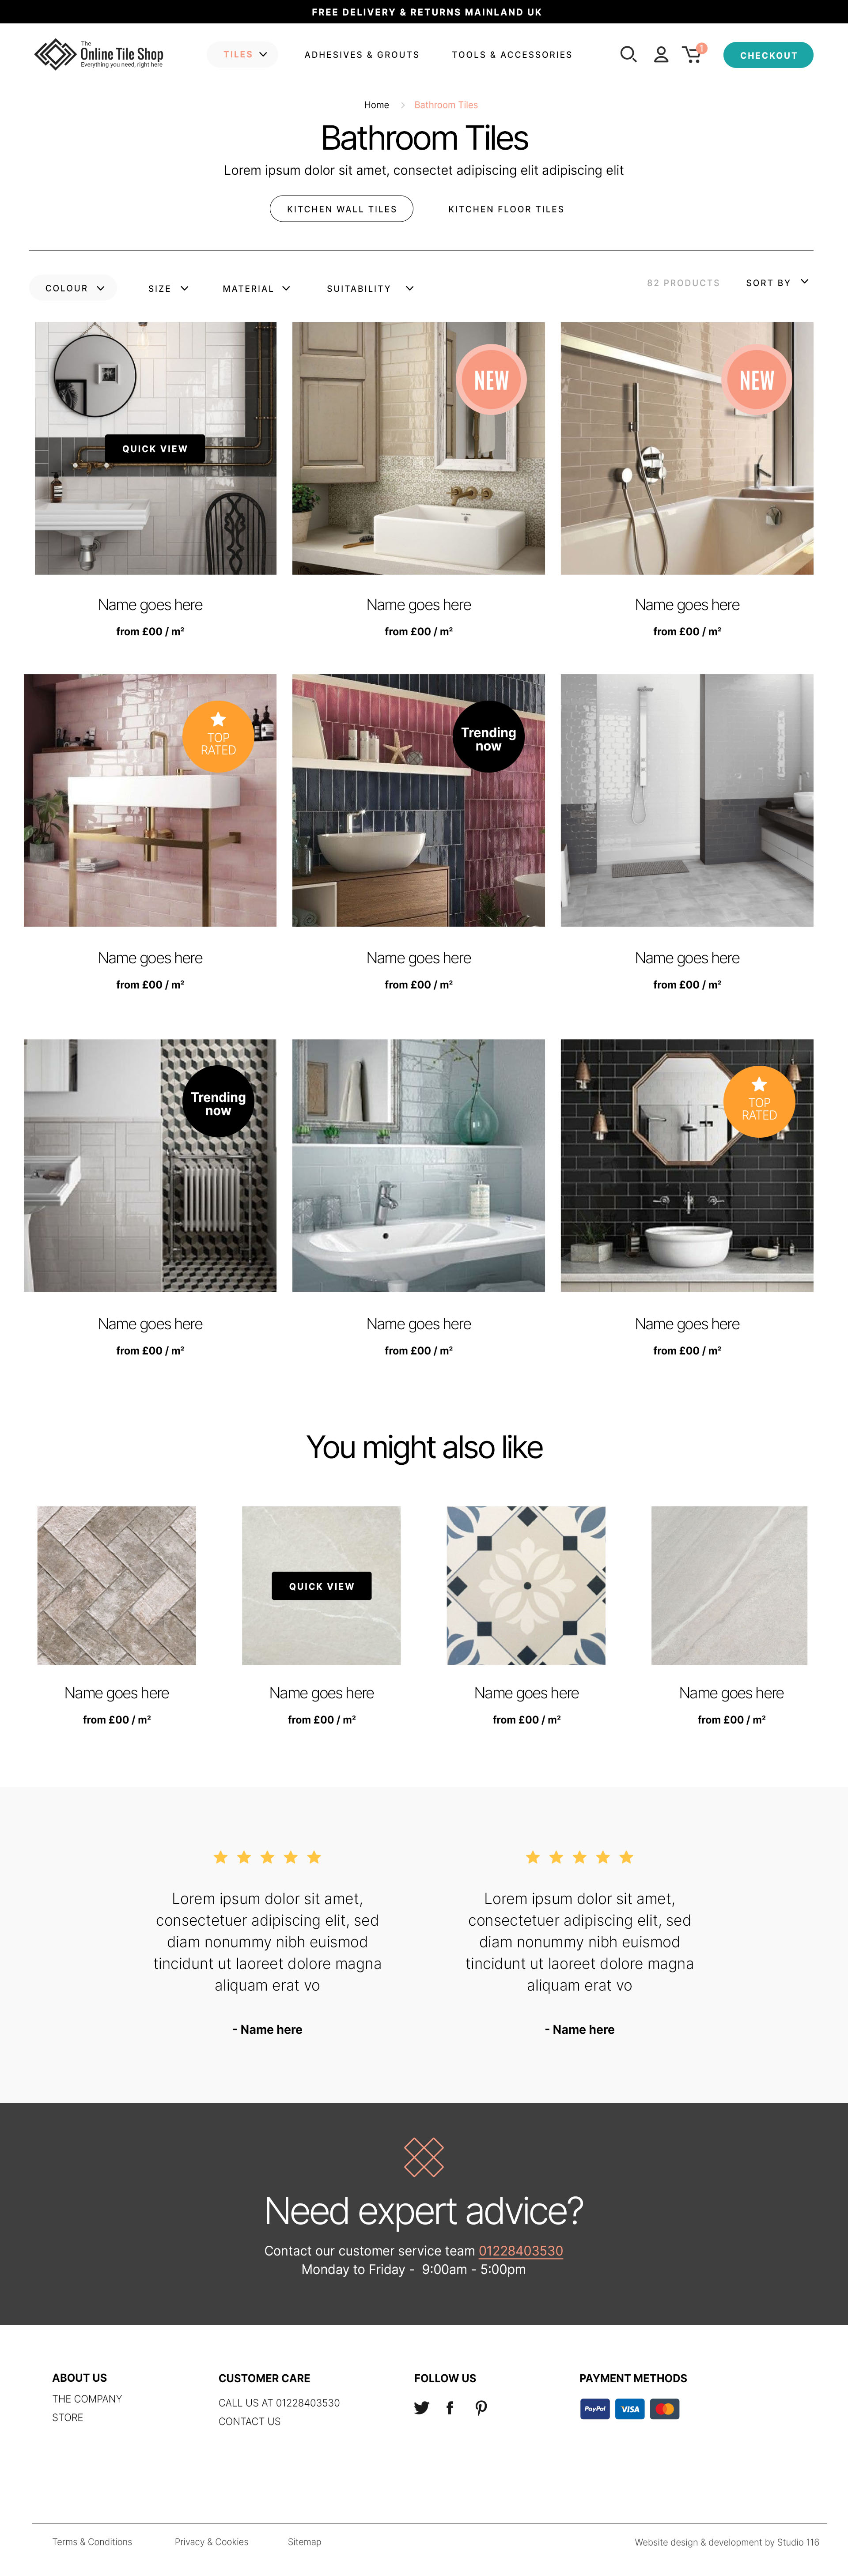 FREE DELIVERY & RETURNS MAINLAND UK
The
Online Tile Shop
Everything you need, right here
TILES
ADHESIVES & GROUTS
TOOLS & ACCESSORIES
1
CHECKOUT
Home
Bathroom Tiles
Bathroom Tiles
Lorem ipsum dolor sit amet, consectet adipiscing elit adipiscing elit
KITCHEN WALL TILES
KITCHEN FLOOR TILES
COLOUR
SIZE
MATERIAL
SUITABILITY
82 PRODUCTS
SORT BY
QUICK VIEW
NEW
NEW
Name goes here
from £00 / m²
Name goes here
from £00 / m²
Name goes here
from £00 / m²
TOP
RATED
Trending
now
Name goes here
from £00 / m²
Name goes here
from £00 / m²
Name goes here
from £00 / m²
Trending
now
TOP
RATED
Name goes here
from £00 / m²
Name goes here
from £00 / m²
Name goes here
from £00 / m²
You might also like
QUICK VIEW
Name goes here
from £00 / m²
Name goes here
from £00 / m²
Name goes here
from £00 / m²
Name goes here
from £00 / m²
Lorem ipsum dolor sit amet,
consectetuer adipiscing elit, sed
diam nonummy nibh euismod
tincidunt ut laoreet dolore magna
aliquam erat vo
- Name here
Lorem ipsum dolor sit amet,
consectetuer adipiscing elit, sed
diam nonummy nibh euismod
tincidunt ut laoreet dolore magna
aliquam erat vo
- Name here
Need expert advice?
Contact our customer service team 01228403530
Monday to Friday - 9:00am - 5:00pm
ABOUT US
THE COMPANY
STORE
CUSTOMER CARE
CALL US AT 01228403530
CONTACT US
FOLLOW US
PAYMENT METHODS
PayPal
VISA
Terms & Conditions
Privacy & Cookies
Sitemap
Website design & development by Studio 116